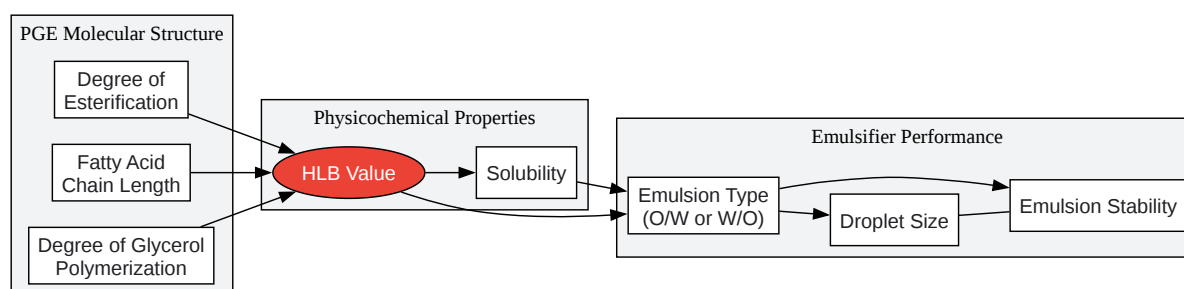 PGE Molecular Structure
Degree of
Esterification
Fatty Acid
Chain Length
Degree of Glycerol
Polymerization
Physicochemical Properties
HLB Value
Solubility
Emulsifier Performance
Emulsion Type
(O/W or W/O)
Droplet Size
Emulsion Stability